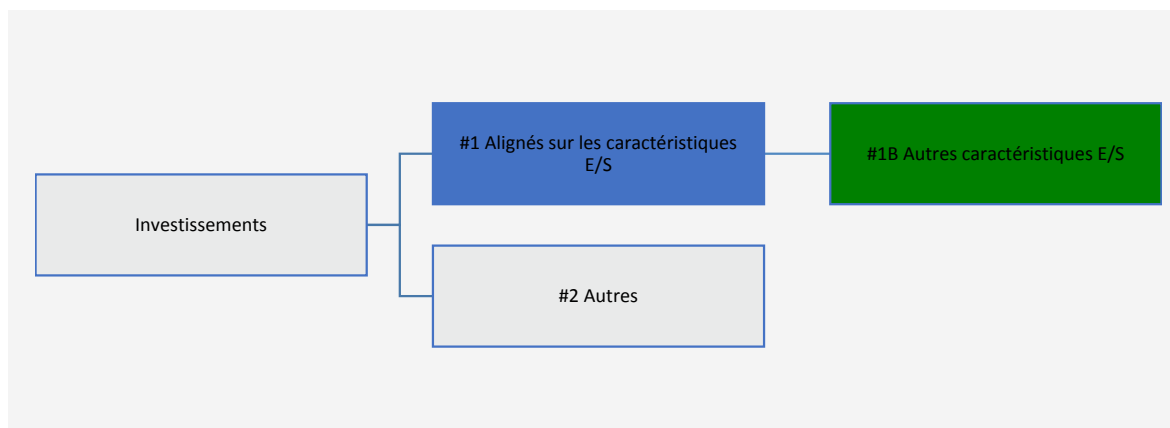 #1 Alignés sur les caractéristiques
E/S
#1B Autres caractéristiques E/S
Investissements
#2 Autres